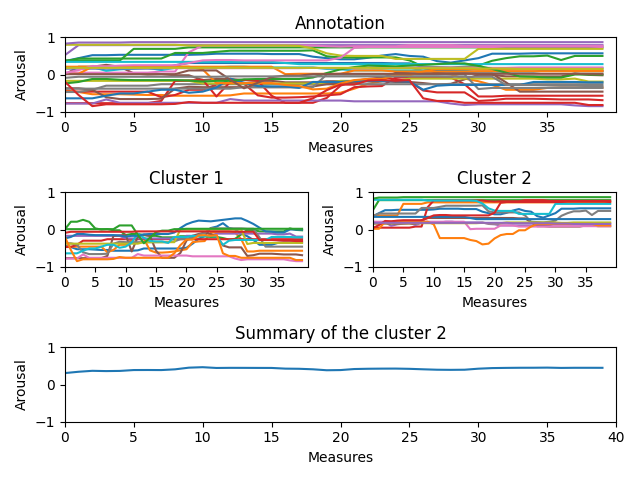 Annotation
Arousal
1
0
−1
0 5 10 15 20 25 30 35
Measures
Cluster 1
Arousal
1
0
−1
0 5 10 15 20 25 30 35
Measures
Cluster 2
Arousal
1
0
−1
0 5 10 15 20 25 30 35
Measures
Summary of the cluster 2
Arousal
1
0
−1
0 5 10 15 20 25 30 35 40
Measures